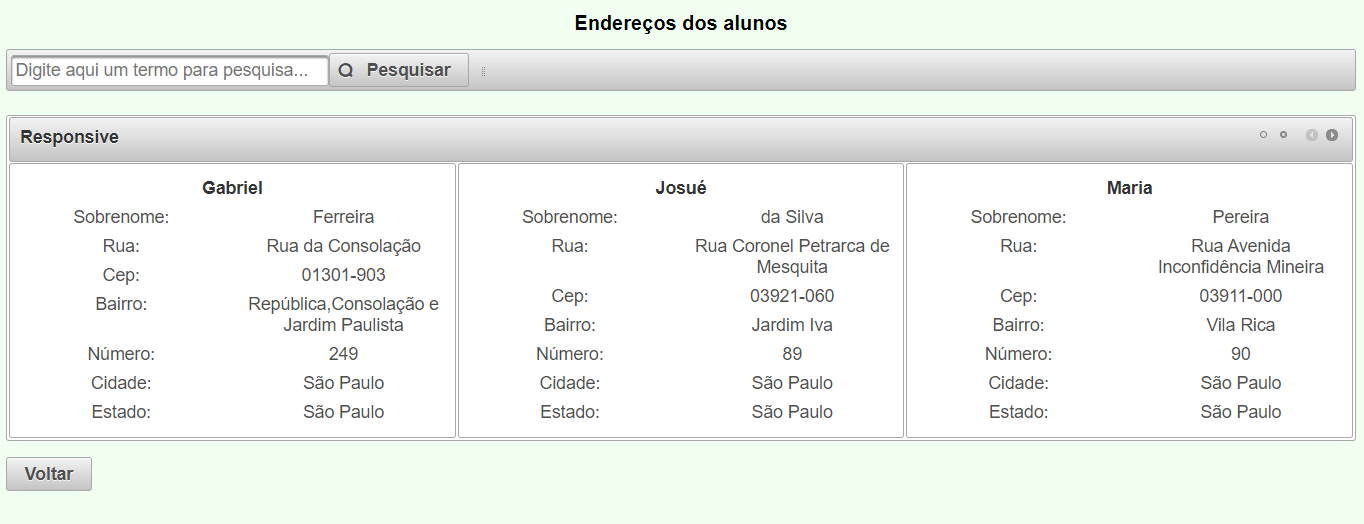 Endereços dos alunos
Digite aqui um termo para pesquisa...
Pesquisar
Responsive
Gabriel
Sobrenome: Ferreira
Rua: Rua da Consolação
Cep: 01301-903
Bairro: República,Consolação e
Jardim Paulista
Número: 249
Cidade: São Paulo
Estado: São Paulo
Josué
Sobrenome: da Silva
Rua: Rua Coronel Petrarca de
Mesquita
Cep: 03921-060
Bairro: Jardim Iva
Número: 89
Cidade: São Paulo
Estado: São Paulo
Maria
Sobrenome: Pereira
Rua: Rua Avenida
Inconfidência Mineira
Cep: 03911-000
Bairro: Vila Rica
Número: 90
Cidade: São Paulo
Estado: São Paulo
Voltar